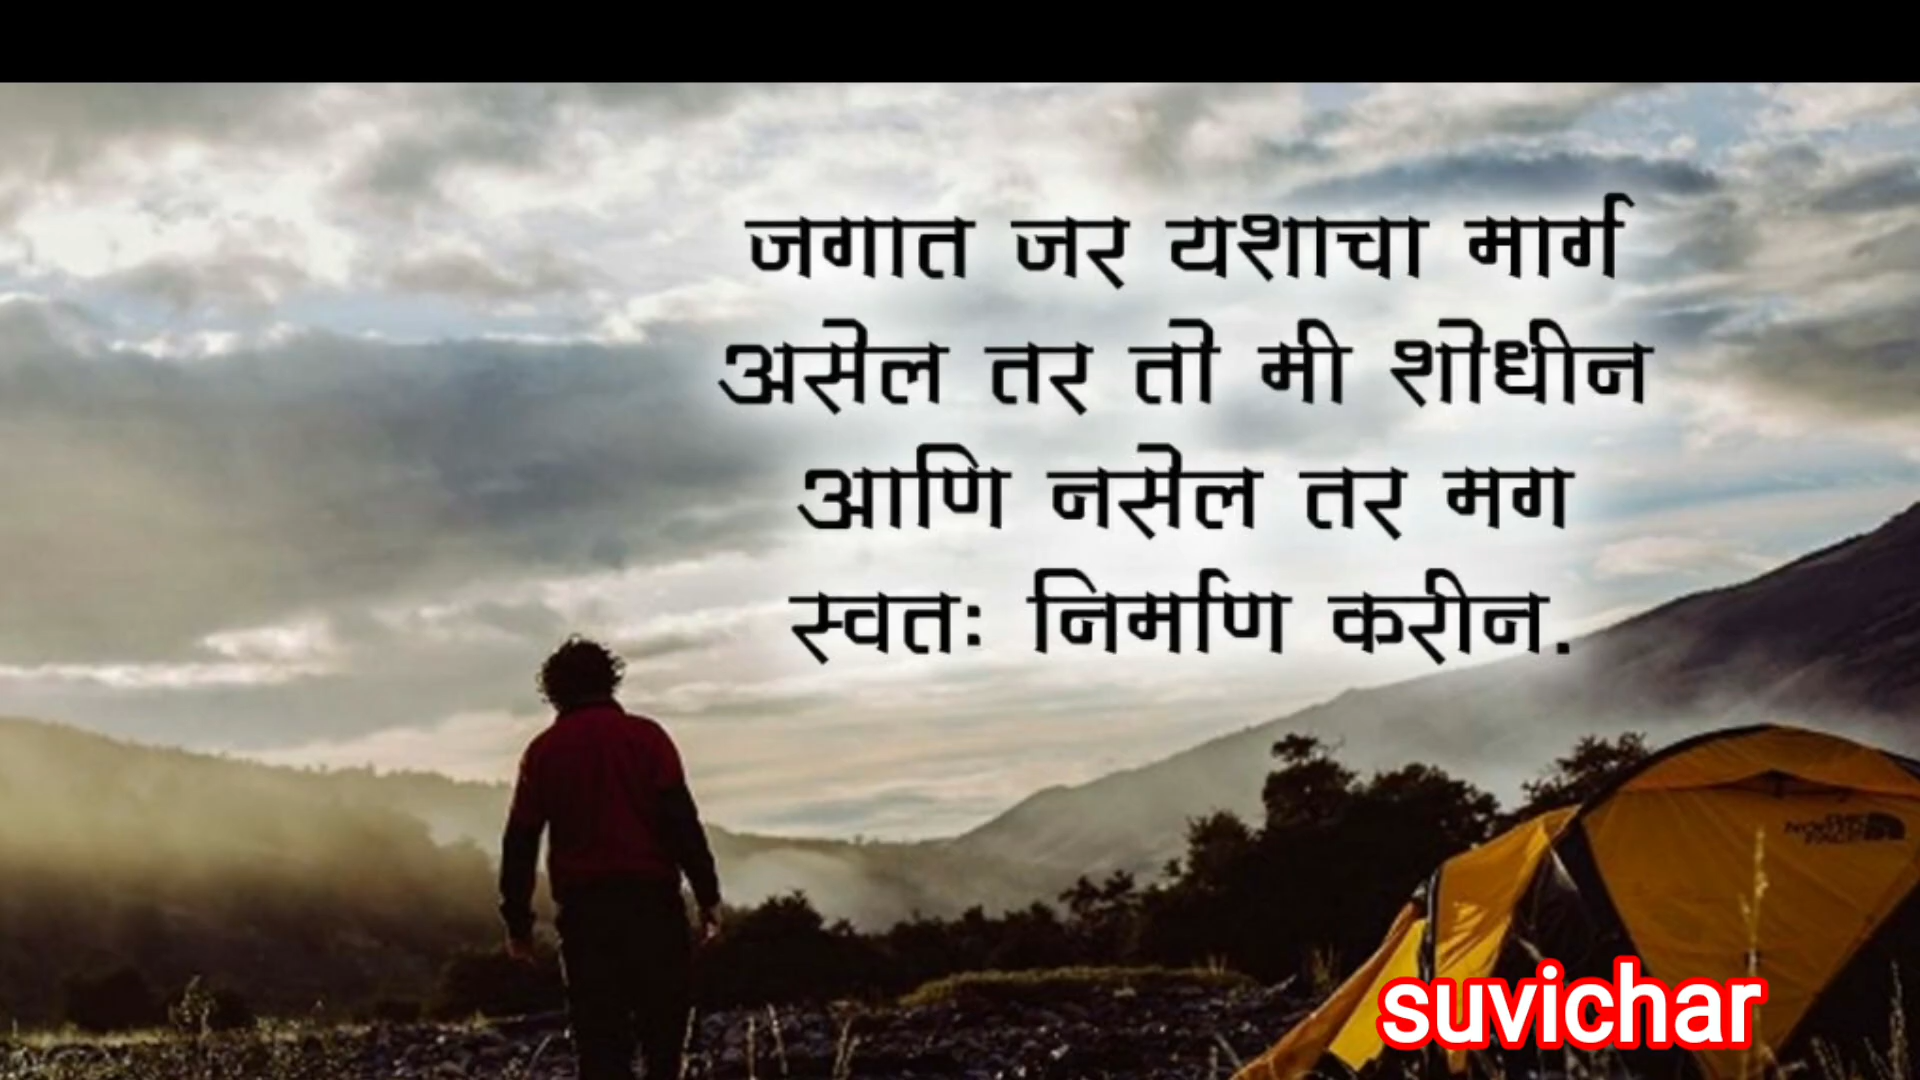 जगात जर यशाचा मार्ग
असेल तर तो मी शोधीन
आणि नसेल तर मग
स्वतः निर्माण करीन.
suvichar